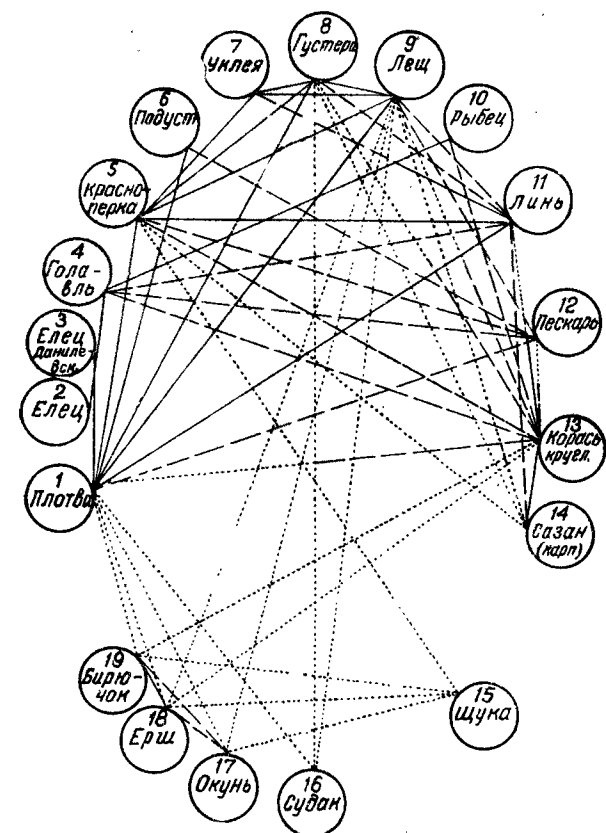 8
Густера
7
Уклея
9
Лещ
6
Подуст
10
Рыбец
5
Красно-
перка
11
Линь
4
Гола-
вль
3
Елец
Даниле-
вск.
12
Пескарь
2
Елец
13
Карась
кругл.
1
Плотва
14
Сазан
(карп)
19
Бирю-
чок
15
Щука
18
Ерш
17
Окунь
16
Судак